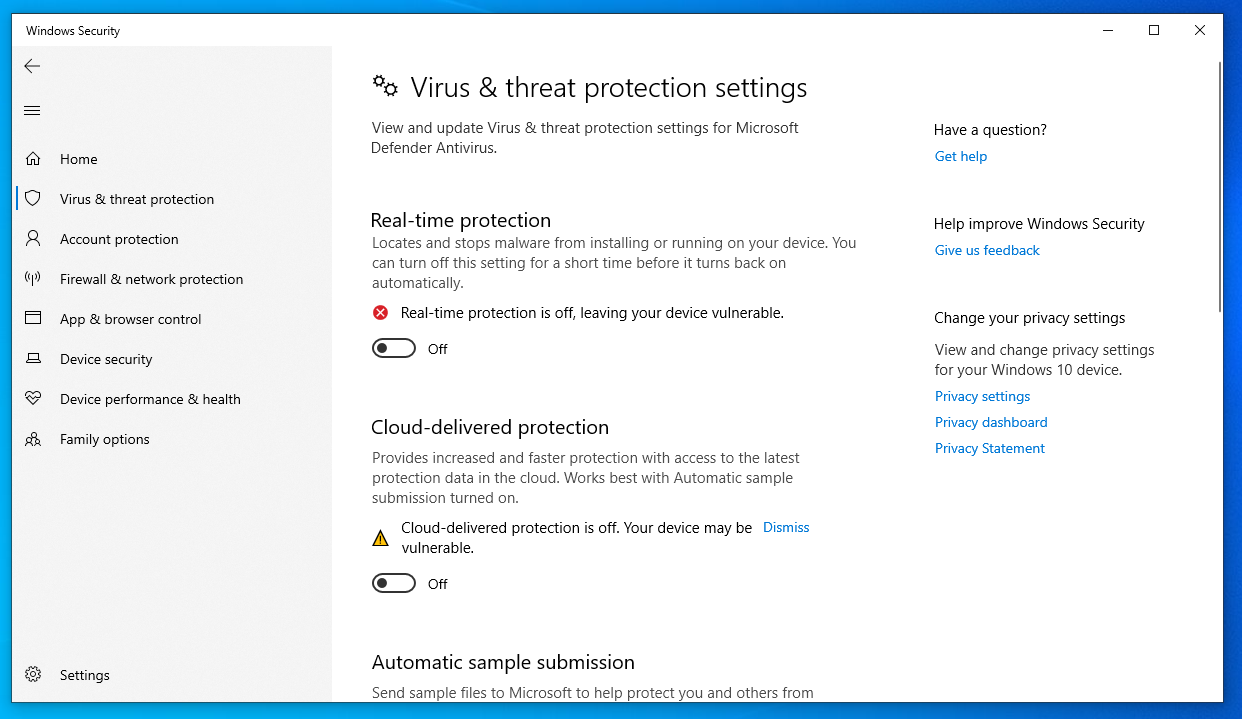 Windows Security
Home
Virus & threat protection
Account protection
Firewall & network protection
App & browser control
Device security
Device performance & health
Family options
Settings
Virus & threat protection settings
View and update Virus & threat protection settings for Microsoft
Defender Antivirus.
Real-time protection
Locates and stops malware from installing or running on your device. You
can turn off this setting for a short time before it turns back on
automatically.
Real-time protection is off, leaving your device vulnerable.
Off
Cloud-delivered protection
Provides increased and faster protection with access to the latest
protection data in the cloud. Works best with Automatic sample
submission turned on.
Cloud-delivered protection is off. Your device may be Dismiss
vulnerable.
Off
Automatic sample submission
Send sample files to Microsoft to help protect you and others from
Have a question?
Get help
Help improve Windows Security
Give us feedback
Change your privacy settings
View and change privacy settings
for your Windows 10 device.
Privacy settings
Privacy dashboard
Privacy Statement